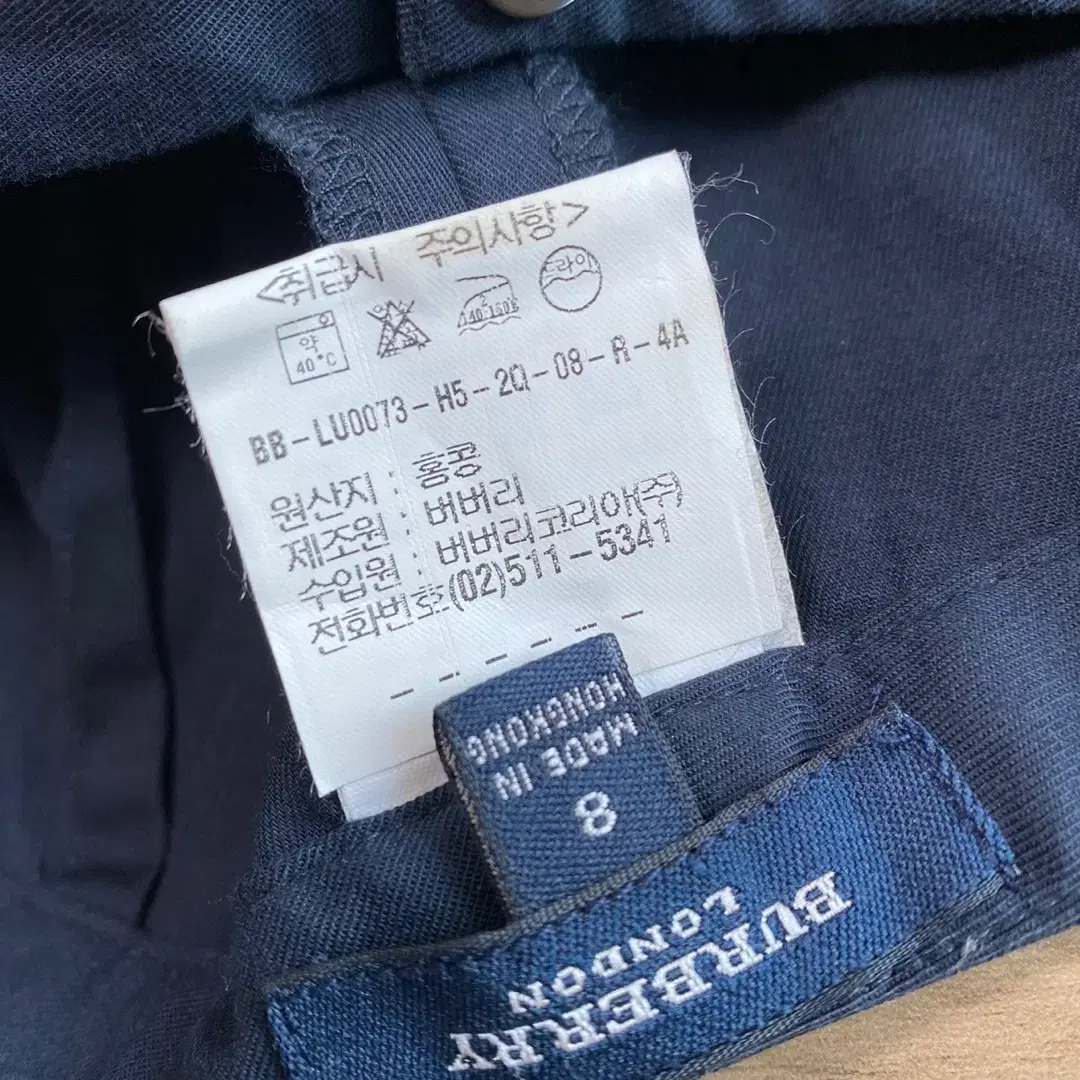 <취급시 주의사항>
약 40℃
140-160℃
드라이
BB-LU0073-H5-2Q-08-R-4A
원산지 : 홍콩
제조원 : 버버리
수입원 : 버버리코리아(주)
전화번호(02)511-5341
MADE IN
HONGKONG
8
BURBERRY
LONDON